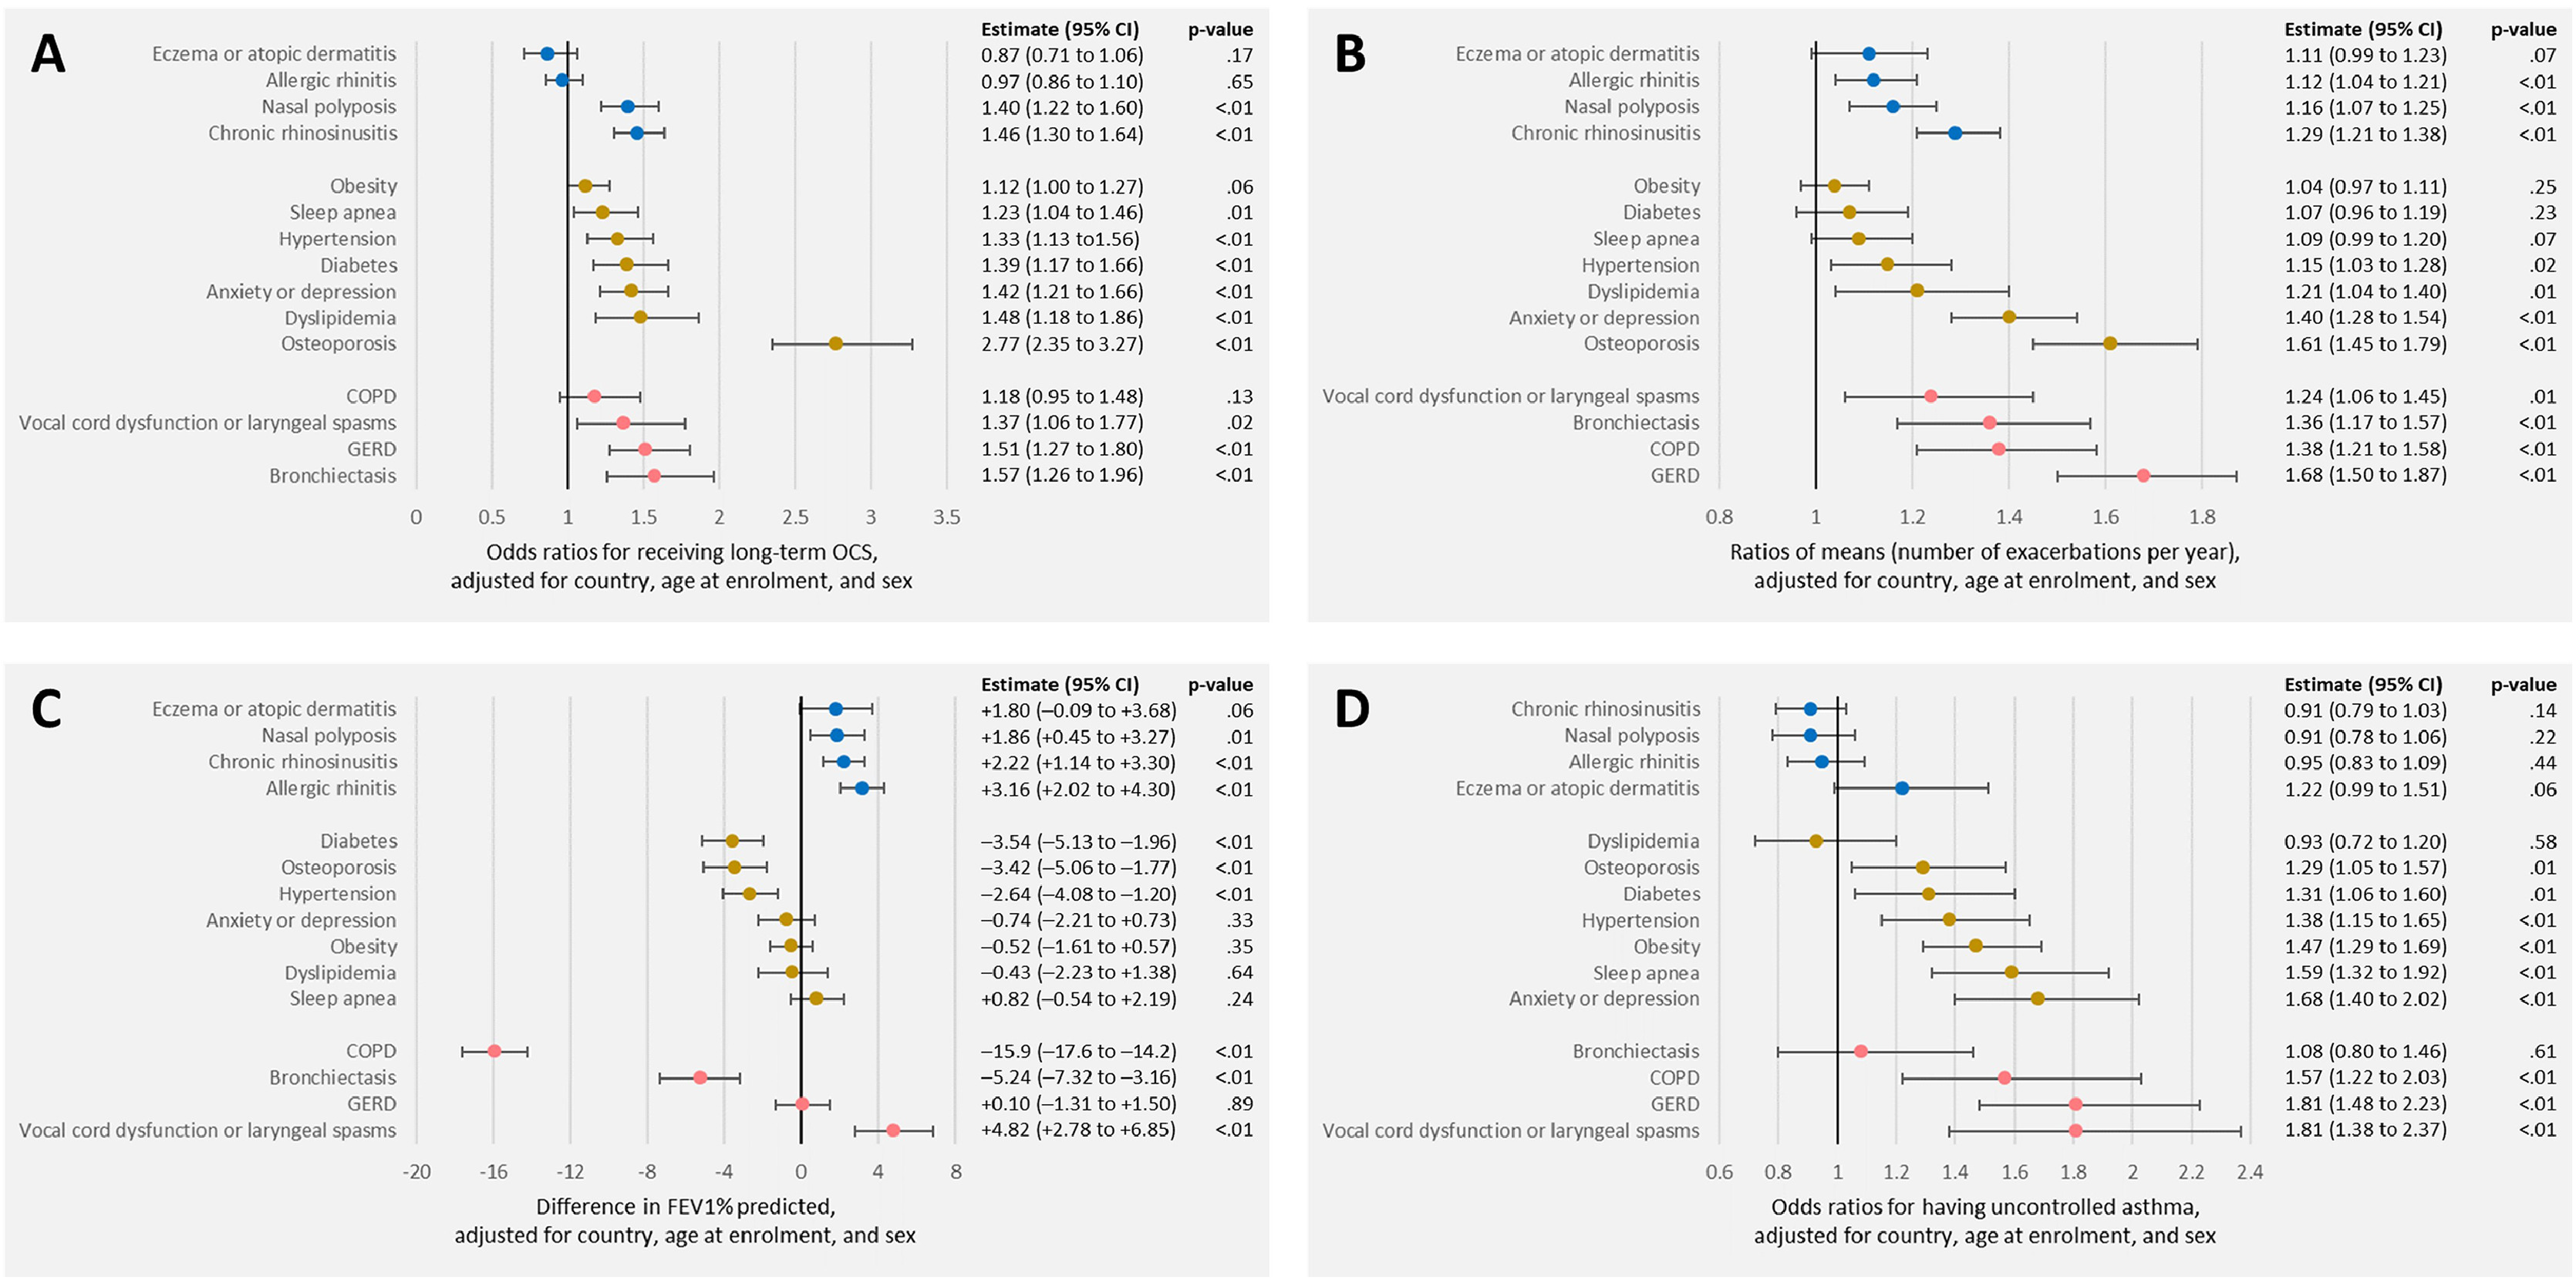 A
Estimate (95% CI) p-value
Eczema or atopic dermatitis 0.87 (0.71 to 1.06) .17
Allergic rhinitis 0.97 (0.86 to 1.10) .65
Nasal polyposis 1.40 (1.22 to 1.60) <.01
Chronic rhinosinusitis 1.46 (1.30 to 1.64) <.01
Obesity 1.12 (1.00 to 1.27) .06
Sleep apnea 1.23 (1.04 to 1.46) .01
Hypertension 1.33 (1.13 to1.56) <.01
Diabetes 1.39 (1.17 to 1.66) <.01
Anxiety or depression 1.42 (1.21 to 1.66) <.01
Dyslipidemia 1.48 (1.18 to 1.86) <.01
Osteoporosis 2.77 (2.35 to 3.27) <.01
COPD 1.18 (0.95 to 1.48) .13
Vocal cord dysfunction or laryngeal spasms 1.37 (1.06 to 1.77) .02
GERD 1.51 (1.27 to 1.80) <.01
Bronchiectasis 1.57 (1.26 to 1.96) <.01
0 0.5 1 1.5 2 2.5 3 3.5
Odds ratios for receiving long-term OCS,
adjusted for country, age at enrolment, and sex
B
Estimate (95% CI) p-value
Eczema or atopic dermatitis 1.11 (0.99 to 1.23) .07
Allergic rhinitis 1.12 (1.04 to 1.21) <.01
Nasal polyposis 1.16 (1.07 to 1.25) <.01
Chronic rhinosinusitis 1.29 (1.21 to 1.38) <.01
Obesity 1.04 (0.97 to 1.11) .25
Diabetes 1.07 (0.96 to 1.19) .23
Sleep apnea 1.09 (0.99 to 1.20) .07
Hypertension 1.15 (1.03 to 1.28) .02
Dyslipidemia 1.21 (1.04 to 1.40) .01
Anxiety or depression 1.40 (1.28 to 1.54) <.01
Osteoporosis 1.61 (1.45 to 1.79) <.01
Vocal cord dysfunction or laryngeal spasms 1.24 (1.06 to 1.45) .01
Bronchiectasis 1.36 (1.17 to 1.57) <.01
COPD 1.38 (1.21 to 1.58) <.01
GERD 1.68 (1.50 to 1.87) <.01
0.8 1 1.2 1.4 1.6 1.8
Ratios of means (number of exacerbations per year),
adjusted for country, age at enrolment, and sex
C
Estimate (95% CI) p-value
Eczema or atopic dermatitis +1.80 (−0.09 to +3.68) .06
Nasal polyposis +1.86 (+0.45 to +3.27) .01
Chronic rhinosinusitis +2.22 (+1.14 to +3.30) <.01
Allergic rhinitis +3.16 (+2.02 to +4.30) <.01
Diabetes −3.54 (−5.13 to −1.96) <.01
Osteoporosis −3.42 (−5.06 to −1.77) <.01
Hypertension −2.64 (−4.08 to −1.20) <.01
Anxiety or depression −0.74 (−2.21 to +0.73) .33
Obesity −0.52 (−1.61 to +0.57) .35
Dyslipidemia −0.43 (−2.23 to +1.38) .64
Sleep apnea +0.82 (−0.54 to +2.19) .24
COPD −15.9 (−17.6 to −14.2) <.01
Bronchiectasis −5.24 (−7.32 to −3.16) <.01
GERD +0.10 (−1.31 to +1.50) .89
Vocal cord dysfunction or laryngeal spasms +4.82 (+2.78 to +6.85) <.01
-20 -16 -12 -8 -4 0 4 8
Difference in FEV1% predicted,
adjusted for country, age at enrolment, and sex
D
Estimate (95% CI) p-value
Chronic rhinosinusitis 0.91 (0.79 to 1.03) .14
Nasal polyposis 0.91 (0.78 to 1.06) .22
Allergic rhinitis 0.95 (0.83 to 1.09) .44
Eczema or atopic dermatitis 1.22 (0.99 to 1.51) .06
Dyslipidemia 0.93 (0.72 to 1.20) .58
Osteoporosis 1.29 (1.05 to 1.57) .01
Diabetes 1.31 (1.06 to 1.60) .01
Hypertension 1.38 (1.15 to 1.65) <.01
Obesity 1.47 (1.29 to 1.69) <.01
Sleep apnea 1.59 (1.32 to 1.92) <.01
Anxiety or depression 1.68 (1.40 to 2.02) <.01
Bronchiectasis 1.08 (0.80 to 1.46) .61
COPD 1.57 (1.22 to 2.03) <.01
GERD 1.81 (1.48 to 2.23) <.01
Vocal cord dysfunction or laryngeal spasms 1.81 (1.38 to 2.37) <.01
0.6 0.8 1 1.2 1.4 1.6 1.8 2 2.2 2.4
Odds ratios for having uncontrolled asthma,
adjusted for country, age at enrolment, and sex